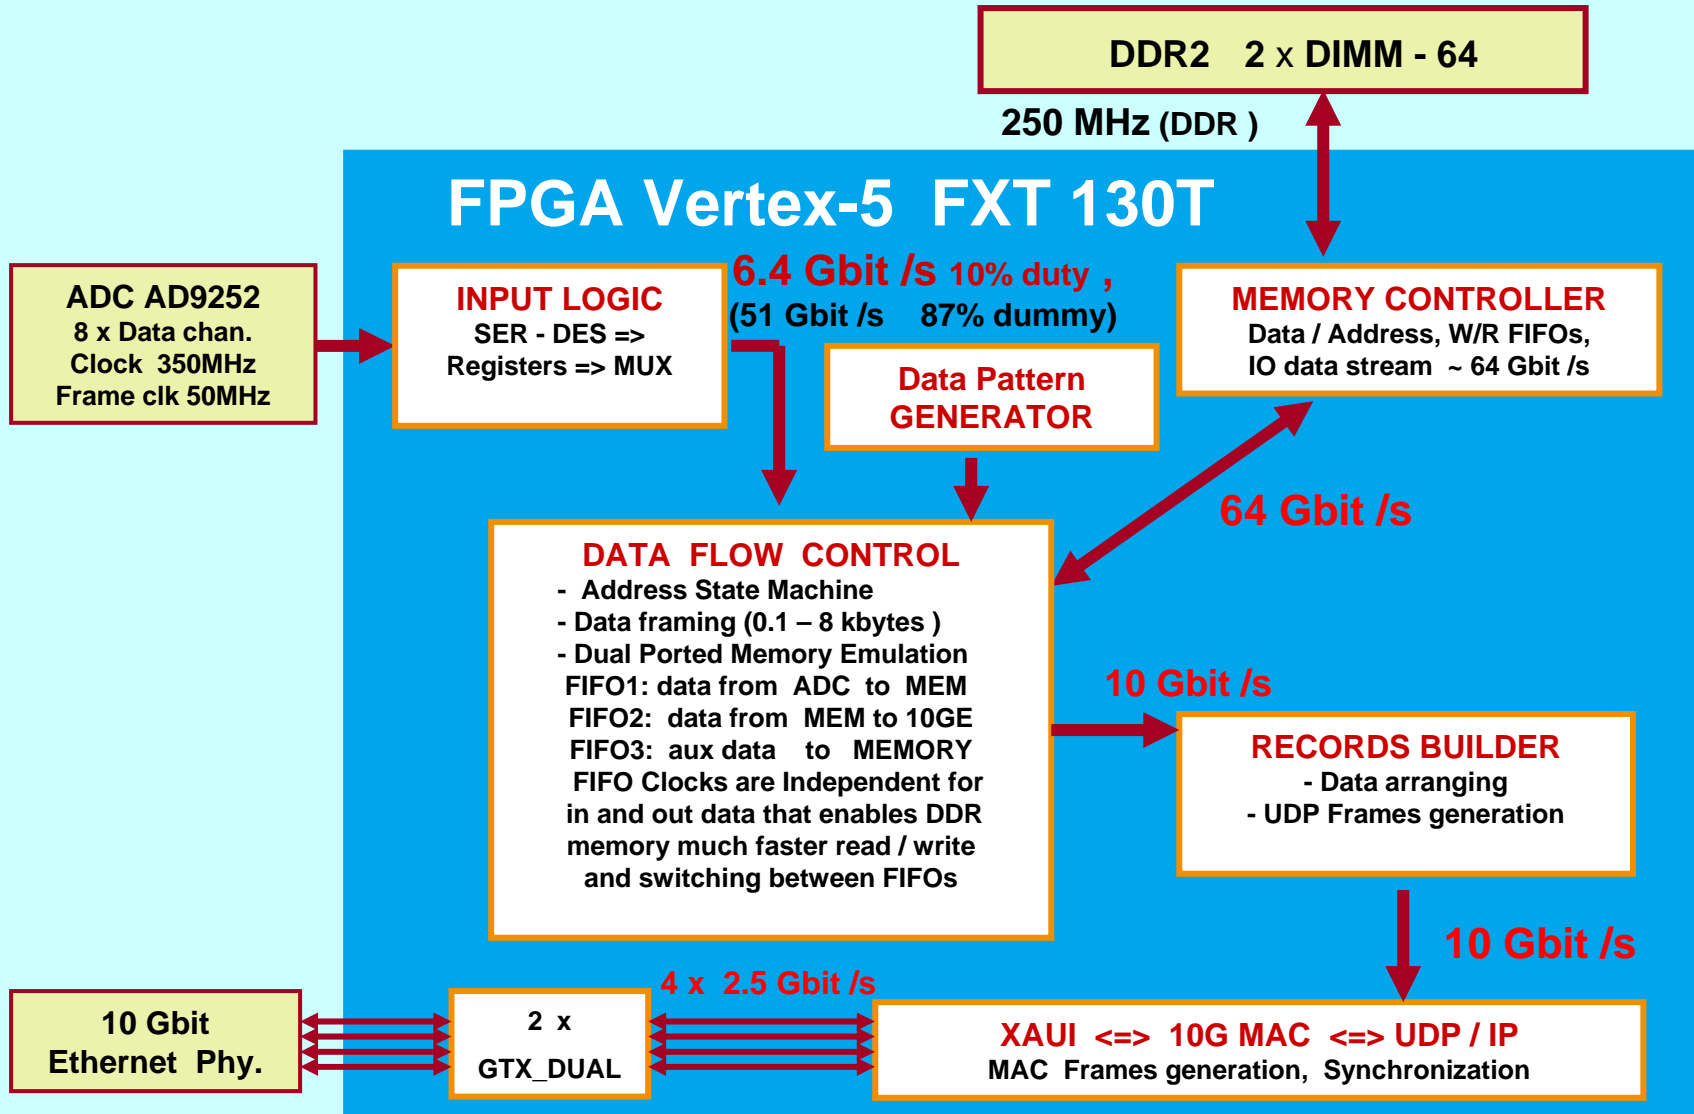 DDR2 2 x DIMM - 64
250 MHz (DDR )
FPGA Vertex-5 FXT 130T
ADC AD9252
8 x Data chan.
Clock 350MHz
Frame clk 50MHz
INPUT LOGIC
SER - DES =>
Registers => MUX
6.4 Gbit /s 10% duty ,
(51 Gbit /s 87% dummy)
Data Pattern
GENERATOR
MEMORY CONTROLLER
Data / Address, W/R FIFOs,
IO data stream ~ 64 Gbit /s
64 Gbit /s
DATA FLOW CONTROL
- Address State Machine
- Data framing (0.1 – 8 kbytes )
- Dual Ported Memory Emulation
FIFO1: data from ADC to MEM
FIFO2: data from MEM to 10GE
FIFO3: aux data to MEMORY
FIFO Clocks are Independent for
in and out data that enables DDR
memory much faster read / write
and switching between FIFOs
10 Gbit /s
RECORDS BUILDER
- Data arranging
- UDP Frames generation
10 Gbit /s
10 Gbit
Ethernet Phy.
2 x
GTX_DUAL
4 x 2.5 Gbit /s
XAUI <=> 10G MAC <=> UDP / IP
MAC Frames generation, Synchronization